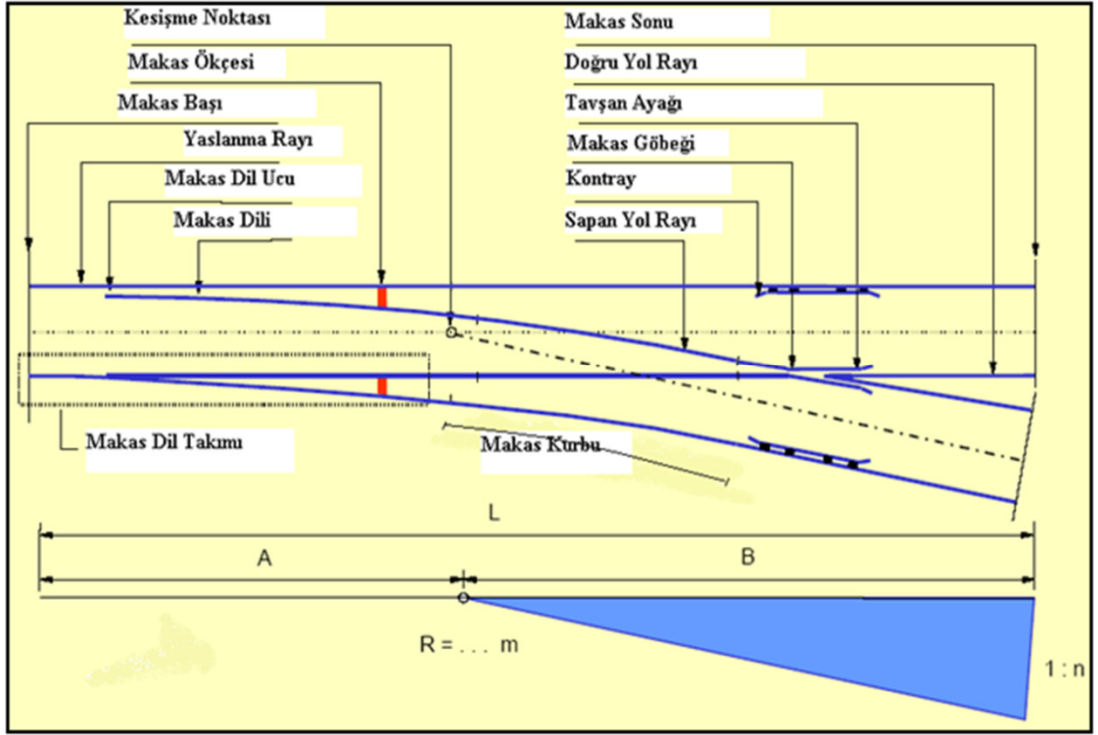 Kesişme Noktası
Makas Ökçesi
Makas Başı
Yaslanma Rayı
Makas Dil Ucu
Makas Dili
Makas Sonu
Doğru Yol Rayı
Tavşan Ayağı
Makas Göbeği
Kontray
Sapan Yol Rayı
Makas Dil Takımı
Makas Kurbu
L
A
B
R = . . . m
1 : n